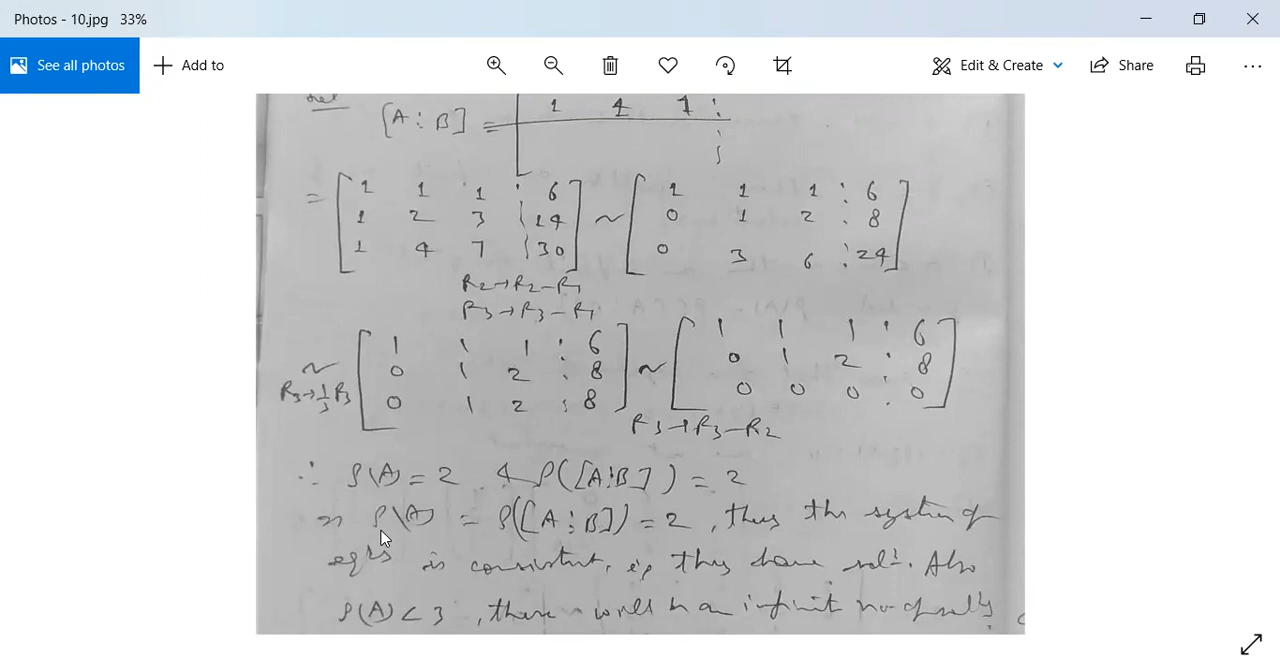 Photos - 10.jpg 33%
See all photos
Add to
Edit & Create
Share
[A : B] =
1 4 7 :
= [ 1 1 1 : 6 ] ~ [ 1 1 1 : 6 ]
1 2 3 : 14 0 1 2 : 8
1 4 7 : 30 0 3 6 : 24
R2→R2-R1
R3→R3-R1
~ [ 1 1 1 : 6 ] ~ [ 1 1 1 : 6 ]
R3→1/3 R3 0 1 2 : 8 0 1 2 : 8
0 1 2 : 8 0 0 0 : 0
R3→R3-R2
∴ ρ(A) = 2 & ρ([A:B]) = 2
ρ(A) = ρ([A:B]) = 2, thus the system of
eqns is consistent, ie, they have soln. Also
ρ(A) < 3, there will be an infinit no of soln's